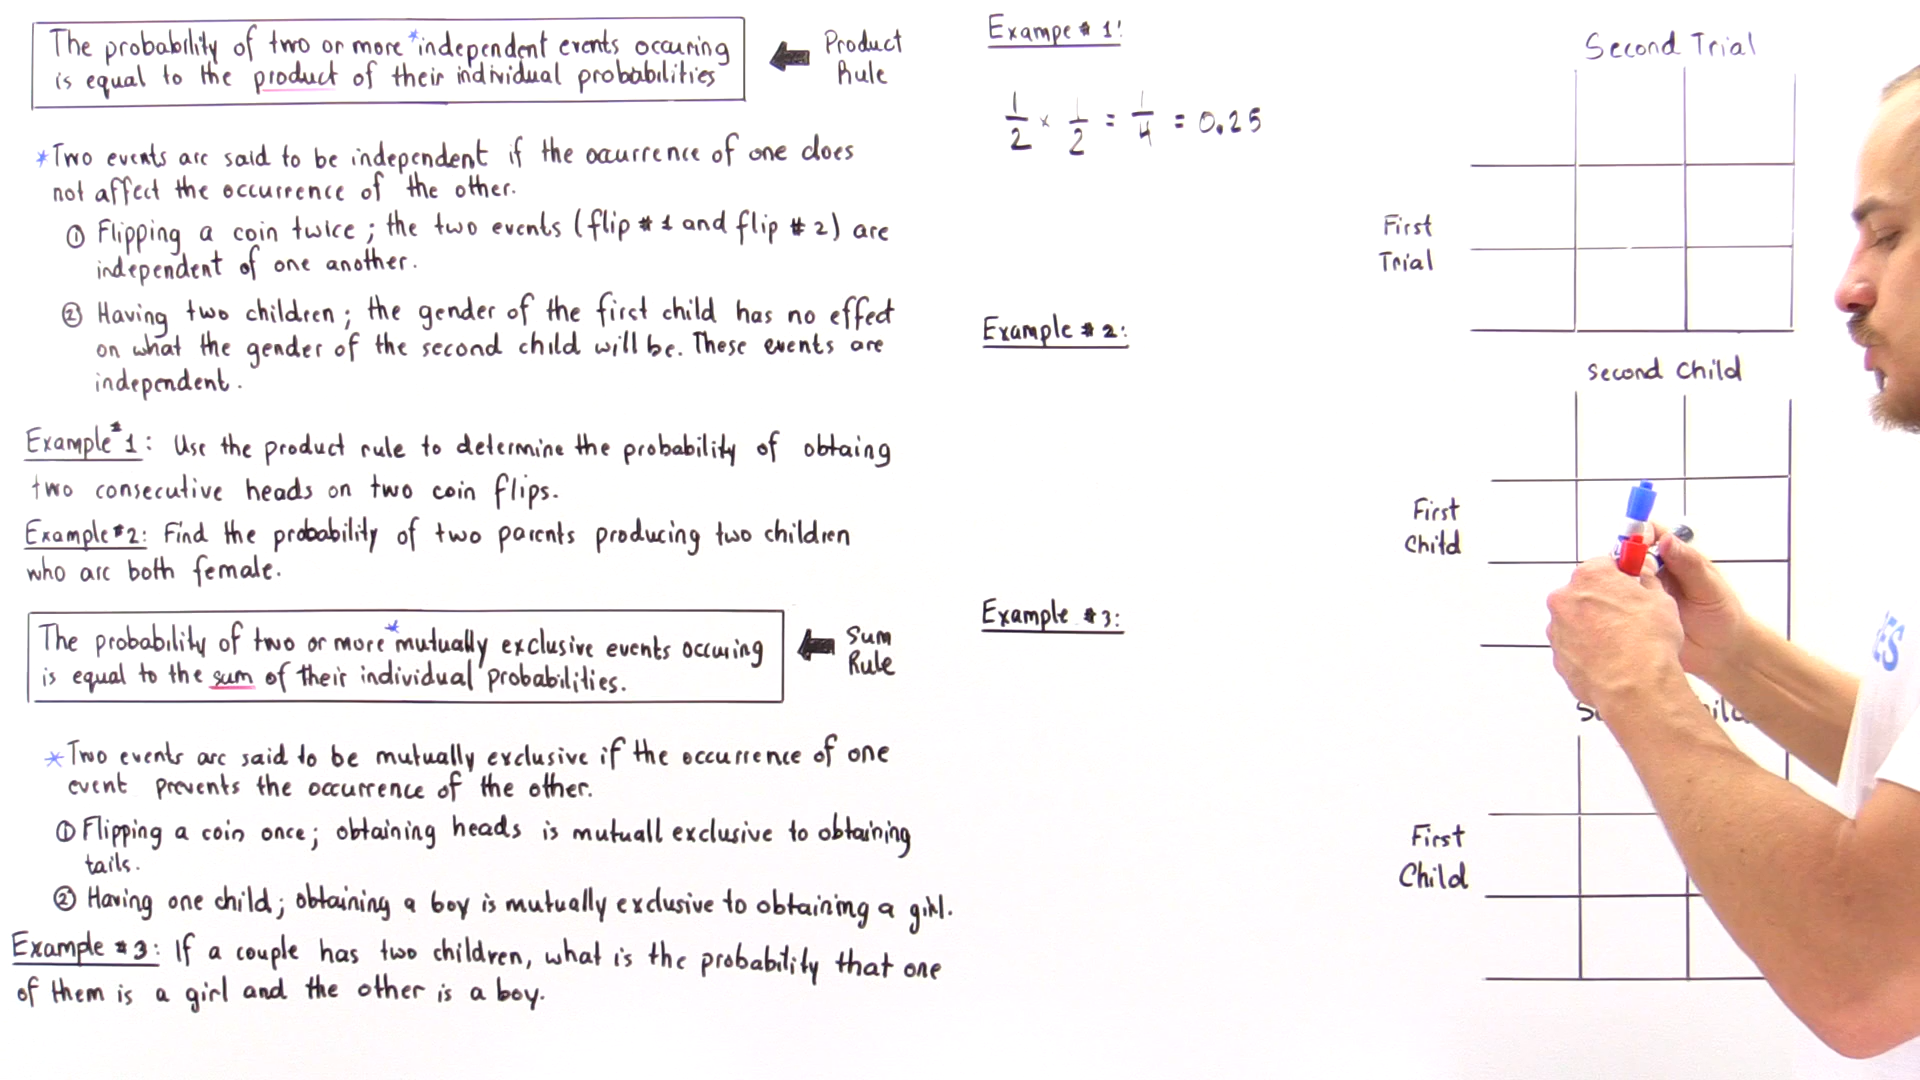 The probability of two or more *independent events occuring
is equal to the product of their individual probabilities
Product
Rule
*Two events are said to be independent if the ocurrence of one does
not affect the occurrence of the other.
① Flipping a coin twice; the two events (flip #1 and flip #2) are
independent of one another.
② Having two children; the gender of the first child has no effect
on what the gender of the second child will be. These events are
independent.
Example #1: Use the product rule to determine the probability of obtaing
two consecutive heads on two coin flips.
Example #2: Find the probability of two parents producing two children
who are both female.
The probability of two or more *mutually exclusive events occuring
is equal to the sum of their individual probabilities.
Sum
Rule
*Two events are said to be mutually exclusive if the occurrence of one
event prevents the occurrence of the other.
① Flipping a coin once; obtaining heads is mutuall exclusive to obtaining
tails.
② Having one child; obtaining a boy is mutually exclusive to obtaining a girl.
Example #3: If a couple has two children, what is the probability that one
of them is a girl and the other is a boy.
Exampe #1:
1/2 × 1/2 = 1/4 = 0.25
Example #2:
Example #3:
Second Trial
First
Trial
Second Child
First
Child
First
Child